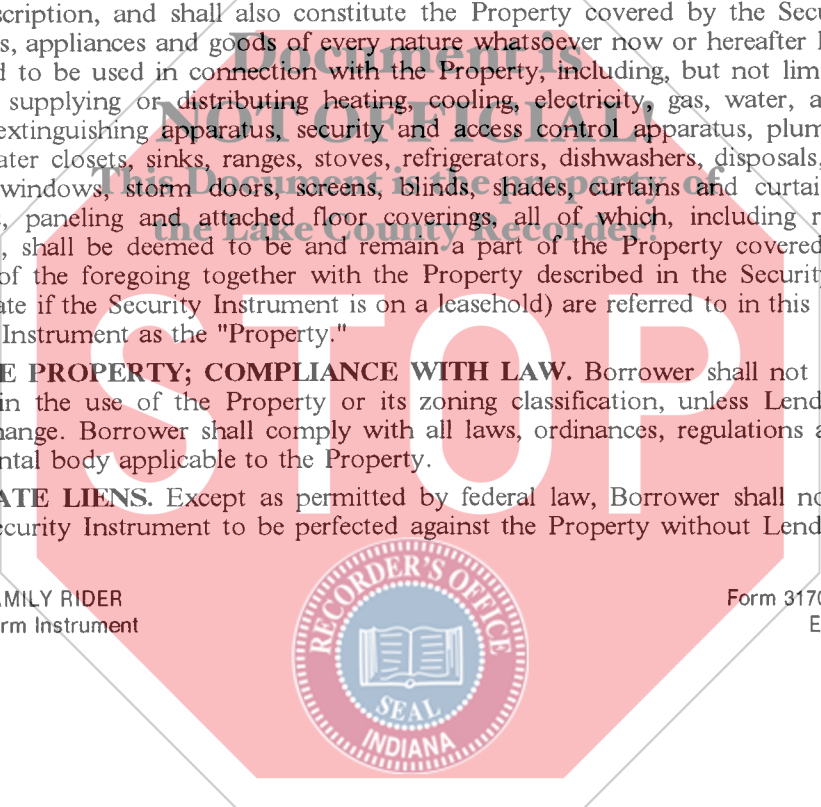 scription, and shall also constitute the Property covered by the Secu
s, appliances and goods of every nature whatsoever now or hereafter l
Document is
d to be used in connection with the Property, including, but not lim
supplying or distributing heating, cooling, electricity, gas, water, a
NOT OFFICIAL!
extinguishing apparatus, security and access control apparatus, plum
ater closets, sinks, ranges, stoves, refrigerators, dishwashers, disposals,
This Document is the property of
windows, storm doors, screens, blinds, shades, curtains and curtai
, paneling and attached floor coverings, all of which, including r
the Lake County Recorder!
, shall be deemed to be and remain a part of the Property covered
of the foregoing together with the Property described in the Security
ate if the Security Instrument is on a leasehold) are referred to in this
Instrument as the "Property."
STOP
E PROPERTY; COMPLIANCE WITH LAW. Borrower shall not
in the use of the Property or its zoning classification, unless Lend
hange. Borrower shall comply with all laws, ordinances, regulations a
ntal body applicable to the Property.
ATE LIENS. Except as permitted by federal law, Borrower shall no
ecurity Instrument to be perfected against the Property without Lend
AMILY RIDER
Form 3170
rm Instrument
E
RECORDER'S OFFICE
SEAL
INDIANA